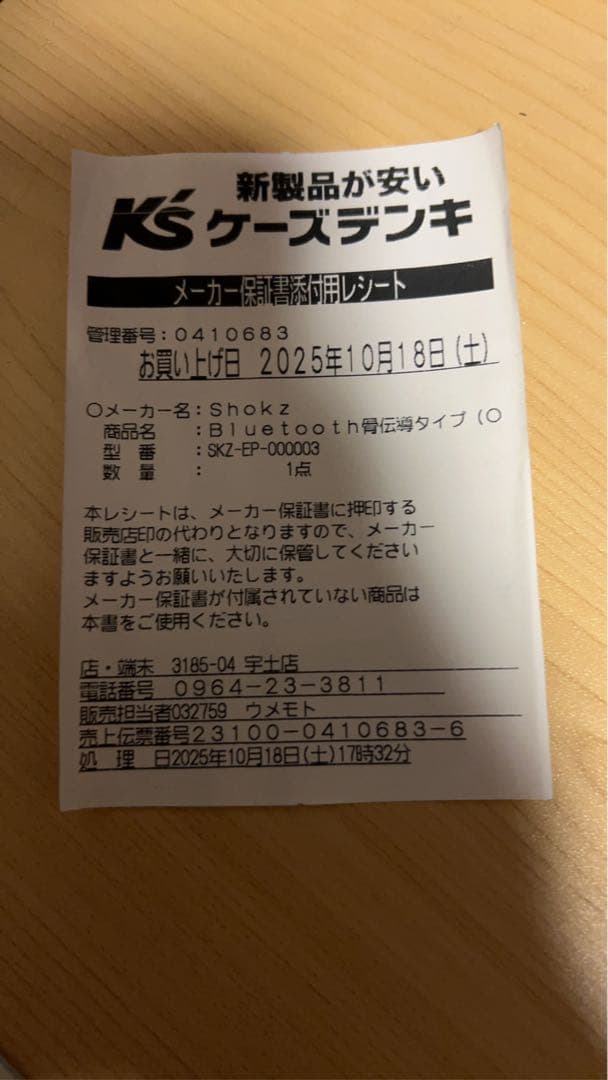 新製品が安い
K'S ケーズデンキ
メーカー保証書添付用レシート
管理番号：0410683
お買い上げ日 2025年10月18日(土)
○メーカー名：Shokz
商品名 ：Bluetooth骨伝導タイプ（〇
型 番 ：SKZ-EP-000003
数 量 ： 1点
本レシートは、メーカー保証書に押印する
販売店印の代わりとなりますので、メーカー
保証書と一緒に、大切に保管してください
ますようお願いいたします。
メーカー保証書が付属されていない商品は
本書をご使用ください。
店・端末 3185-04 宇土店
電話番号 0964-23-3811
販売担当者032759 ウメモト
売上伝票番号23100-0410683-6
処 理 日2025年10月18日(土)17時32分